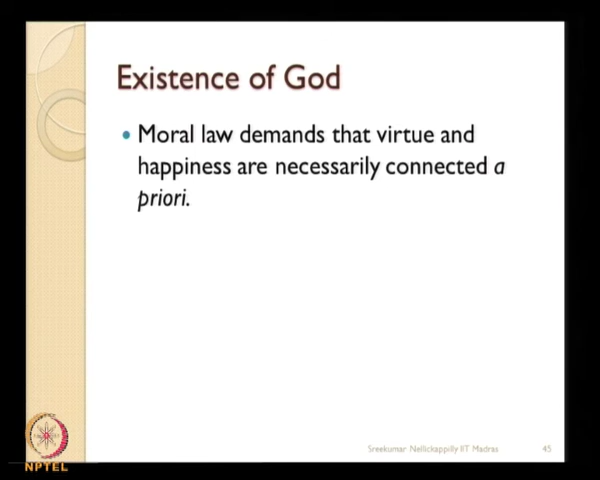 Existence of God
• Moral law demands that virtue and
happiness are necessarily connected a
priori.
Sreekumar Nellickappilly IIT Madras 45
NPTEL